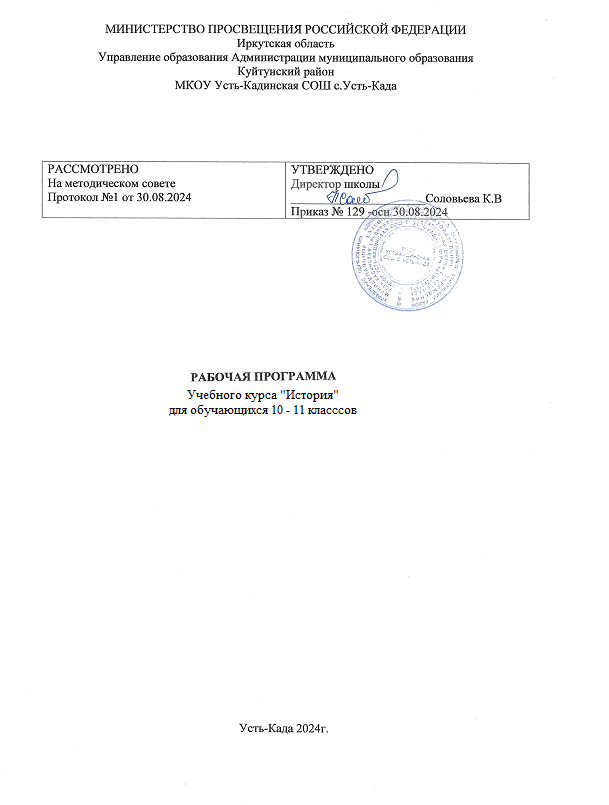 МИНИСТЕРСТВО ПРОСВЕЩЕНИЯ РОССИЙСКОЙ ФЕДЕРАЦИИ
Иркутская область
Управление образования Администрации муниципального образования
Куйтунский район
МКОУ Усть-Кадинская СОШ с.Усть-Када
РАССМОТРЕНО
На методическом совете
Протокол №1 от 30.08.2024
УТВЕРЖДЕНО
Директор школы
Соловьева К.В
Приказ № 129 -осн 30.08.2024
РАБОЧАЯ ПРОГРАММА
Учебного курса "История"
для обучающихся 10 - 11 класссов
Усть-Када 2024г.